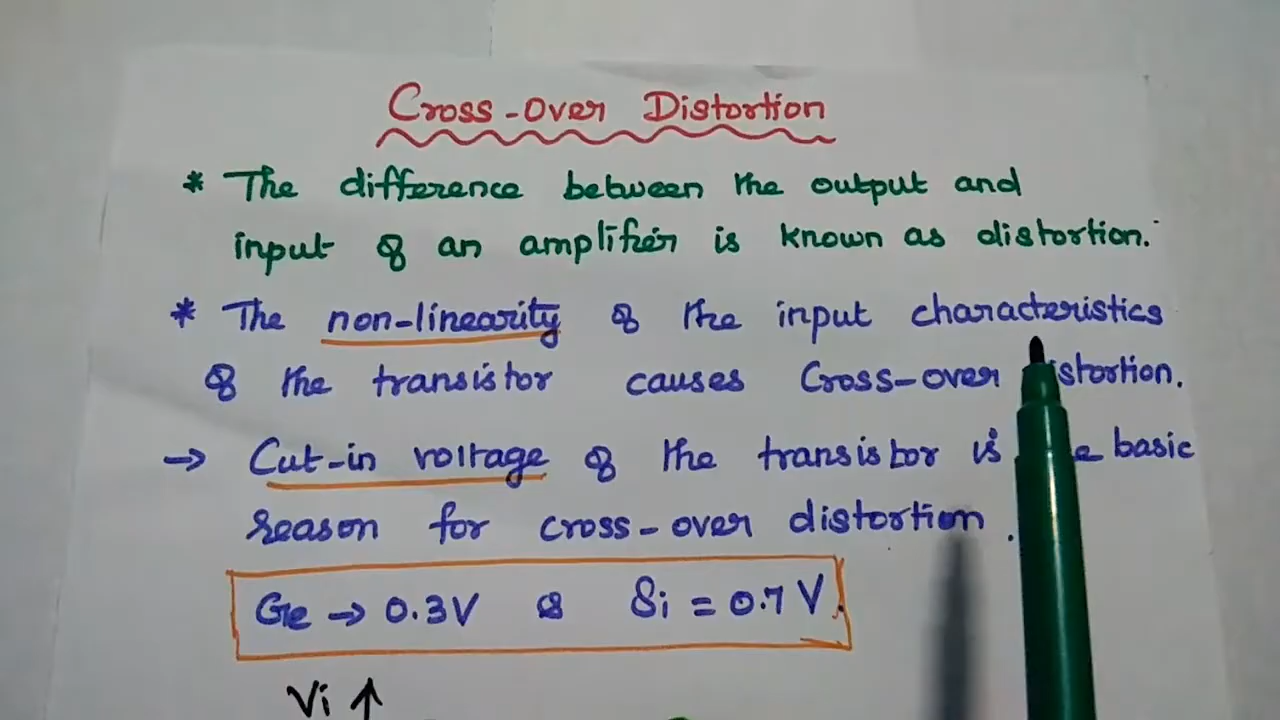 Cross-Over Distortion
* The difference between the output and
input of an amplifier is known as distortion.
* The non-linearity of the input characteristics
of the transistor causes Cross-over stortion.
→ Cut-in voltage of the transistor is e basic
reason for cross-over distortion.
Ge → 0.3V & Si = 0.7V.
Vi ↑